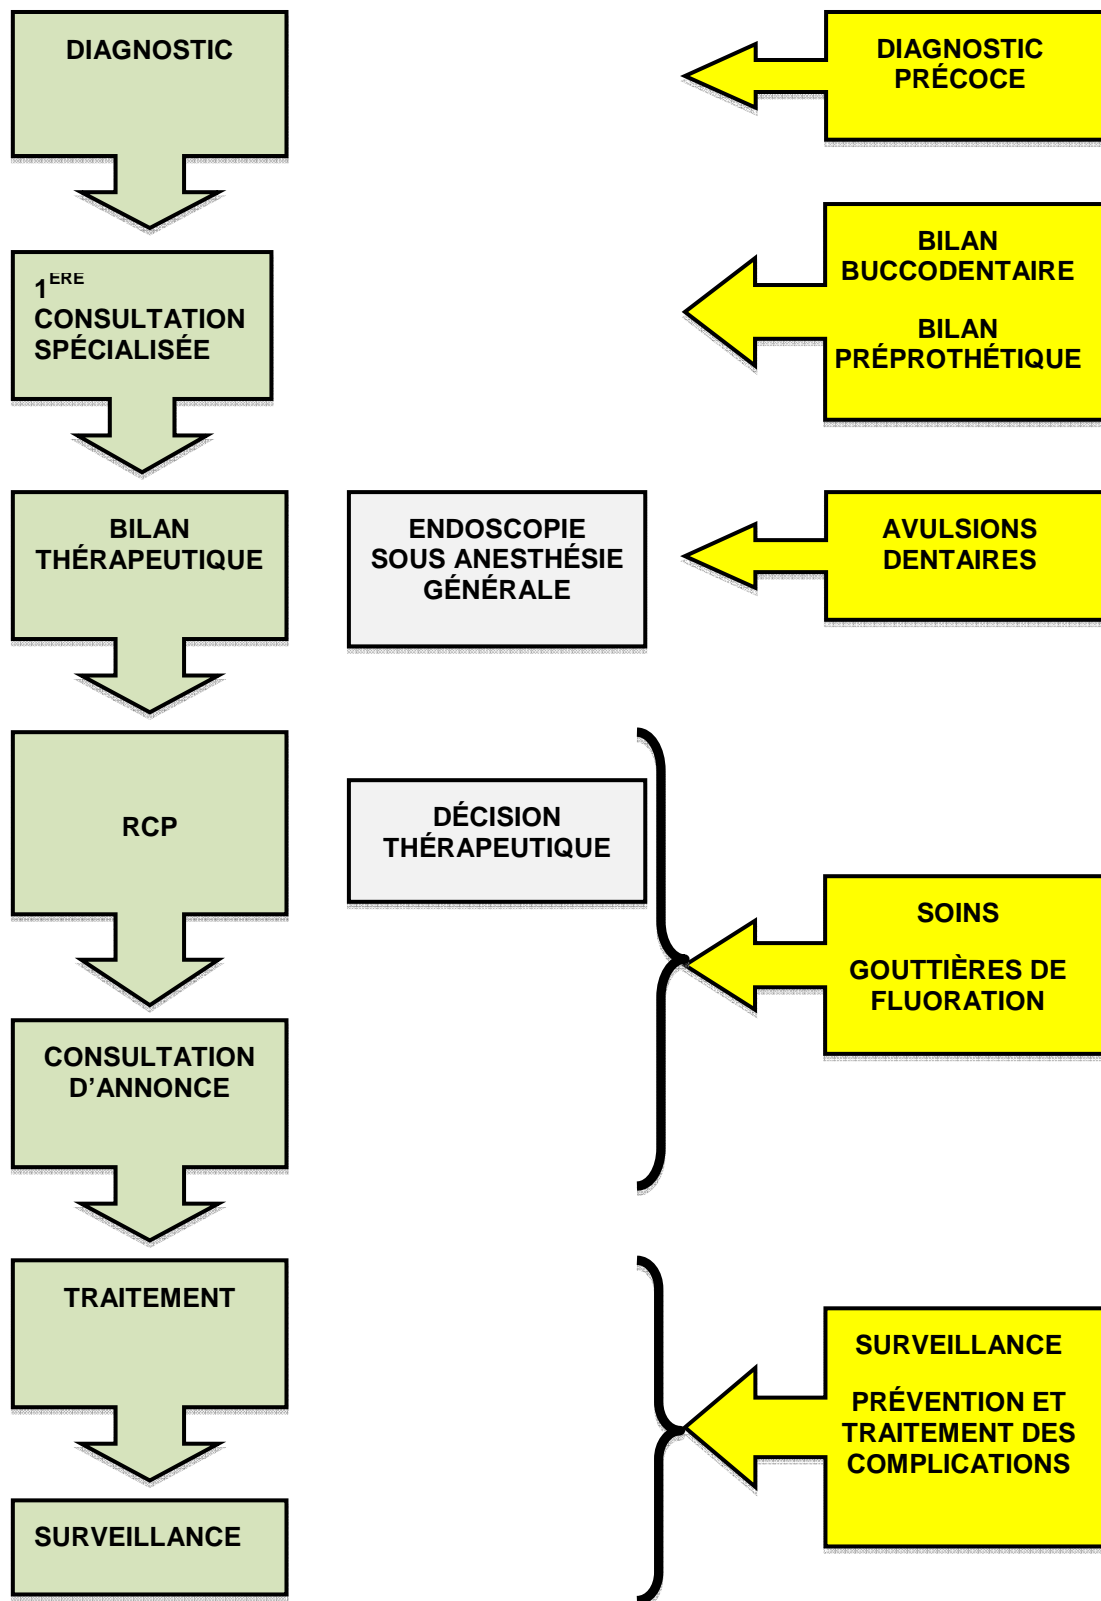 DIAGNOSTIC
DIAGNOSTIC
PRÉCOCE
1ERE
CONSULTATION
SPÉCIALISÉE
BILAN
BUCCODENTAIRE
BILAN
PRÉPROTHÉTIQUE
BILAN
THÉRAPEUTIQUE
ENDOSCOPIE
SOUS ANESTHÉSIE
GÉNÉRALE
AVULSIONS
DENTAIRES
RCP
DÉCISION
THÉRAPEUTIQUE
SOINS
GOUTTIÈRES DE
FLUORATION
CONSULTATION
D’ANNONCE
TRAITEMENT
SURVEILLANCE
PRÉVENTION ET
TRAITEMENT DES
COMPLICATIONS
SURVEILLANCE